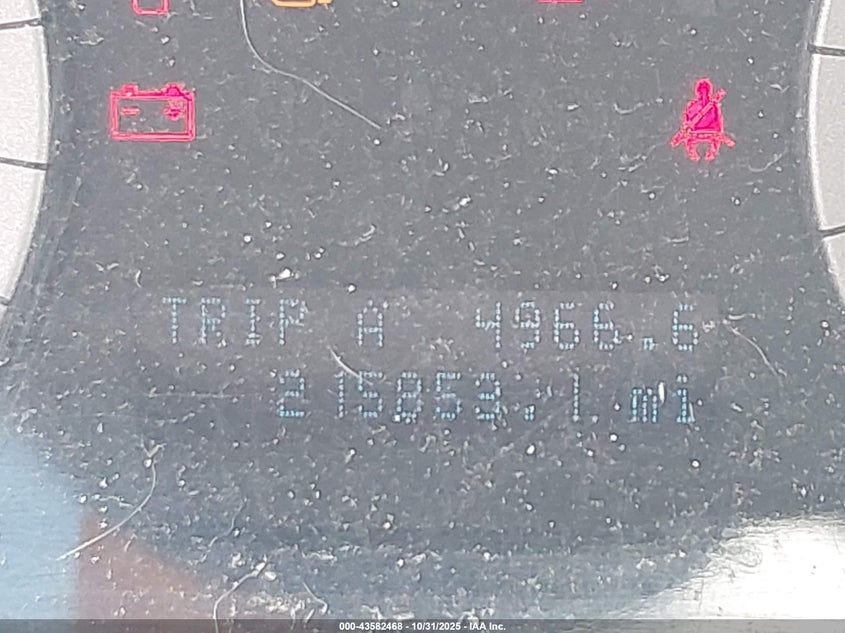 TRIP A 4966.6
215853.1 mi
000-43582468 - 10/31/2025 - IAA Inc.